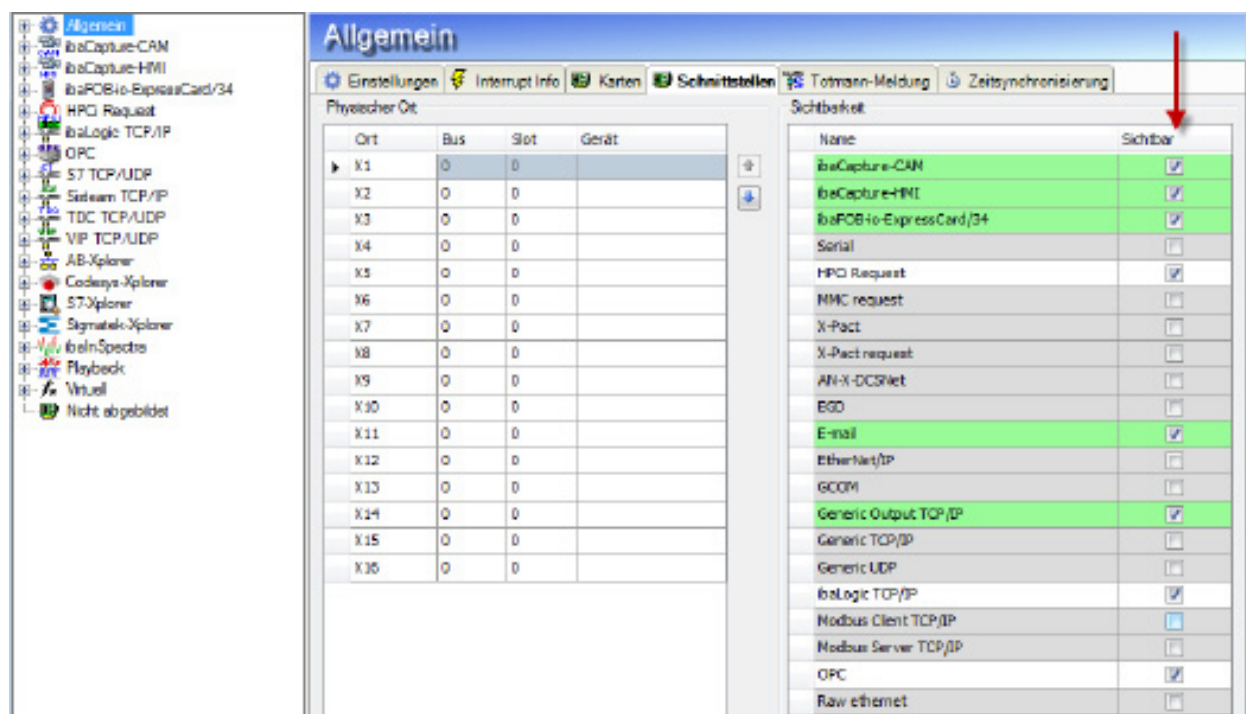 Allgemein
ibaCapture-CAM
ibaCapture-HMI
ibaFOB-io-ExpressCard/34
HPCI Request
ibaLogic TCP/IP
OPC
S7 TCP/UDP
Sisteam TCP/IP
TDC TCP/UDP
VIP TCP/UDP
AB-Xplorer
Codesys-Xplorer
S7-Xplorer
Sigmatek-Xplorer
ibaInSpectra
Playback
Virtuell
Nicht abgebildet
Allgemein
Einstellungen Interrupt Info Karten Schnittstellen Totmann-Meldung Zeitsynchronisierung
Physischer Ort
Ort Bus Slot Gerät
X1 0 0
X2 0 0
X3 0 0
X4 0 0
X5 0 0
X6 0 0
X7 0 0
X8 0 0
X9 0 0
X10 0 0
X11 0 0
X12 0 0
X13 0 0
X14 0 0
X15 0 0
X16 0 0
Sichtbarkeit
Name Sichtbar
ibaCapture-CAM
ibaCapture-HMI
ibaFOB-io-ExpressCard/34
Serial
HPCI Request
MMC request
X-Pact
X-Pact request
AN-X-DCSNet
EGD
E-mail
EtherNet/IP
GCOM
Generic Output TCP/IP
Generic TCP/IP
Generic UDP
ibaLogic TCP/IP
Modbus Client TCP/IP
Modbus Server TCP/IP
OPC
Raw ethernet